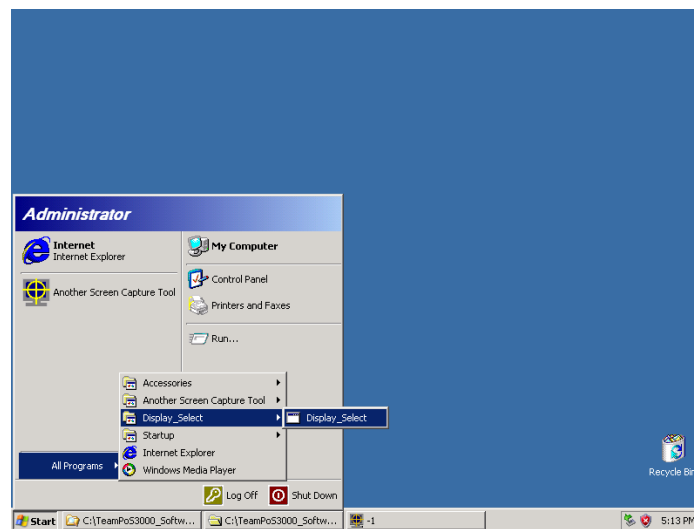 Administrator
Internet
Internet Explorer
Another Screen Capture Tool
My Computer
Control Panel
Printers and Faxes
Run...
Accessories
Another Screen Capture Tool
Display_Select
Display_Select
Startup
Internet Explorer
Windows Media Player
All Programs
Log Off
Shut Down
Recycle Bin
Start
C:\TeamPoS3000_Softw...
C:\TeamPoS3000_Softw...
-1
5:13 PM